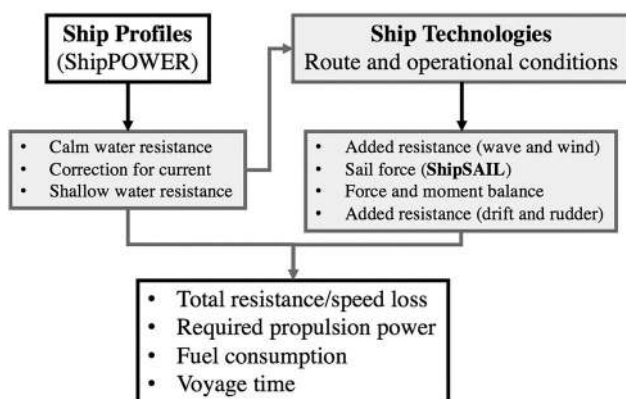 Ship Profiles
(ShipPOWER)
Ship Technologies
Route and operational conditions
• Calm water resistance
• Correction for current
• Shallow water resistance
• Added resistance (wave and wind)
• Sail force (ShipSAIL)
• Force and moment balance
• Added resistance (drift and rudder)
• Total resistance/speed loss
• Required propulsion power
• Fuel consumption
• Voyage time